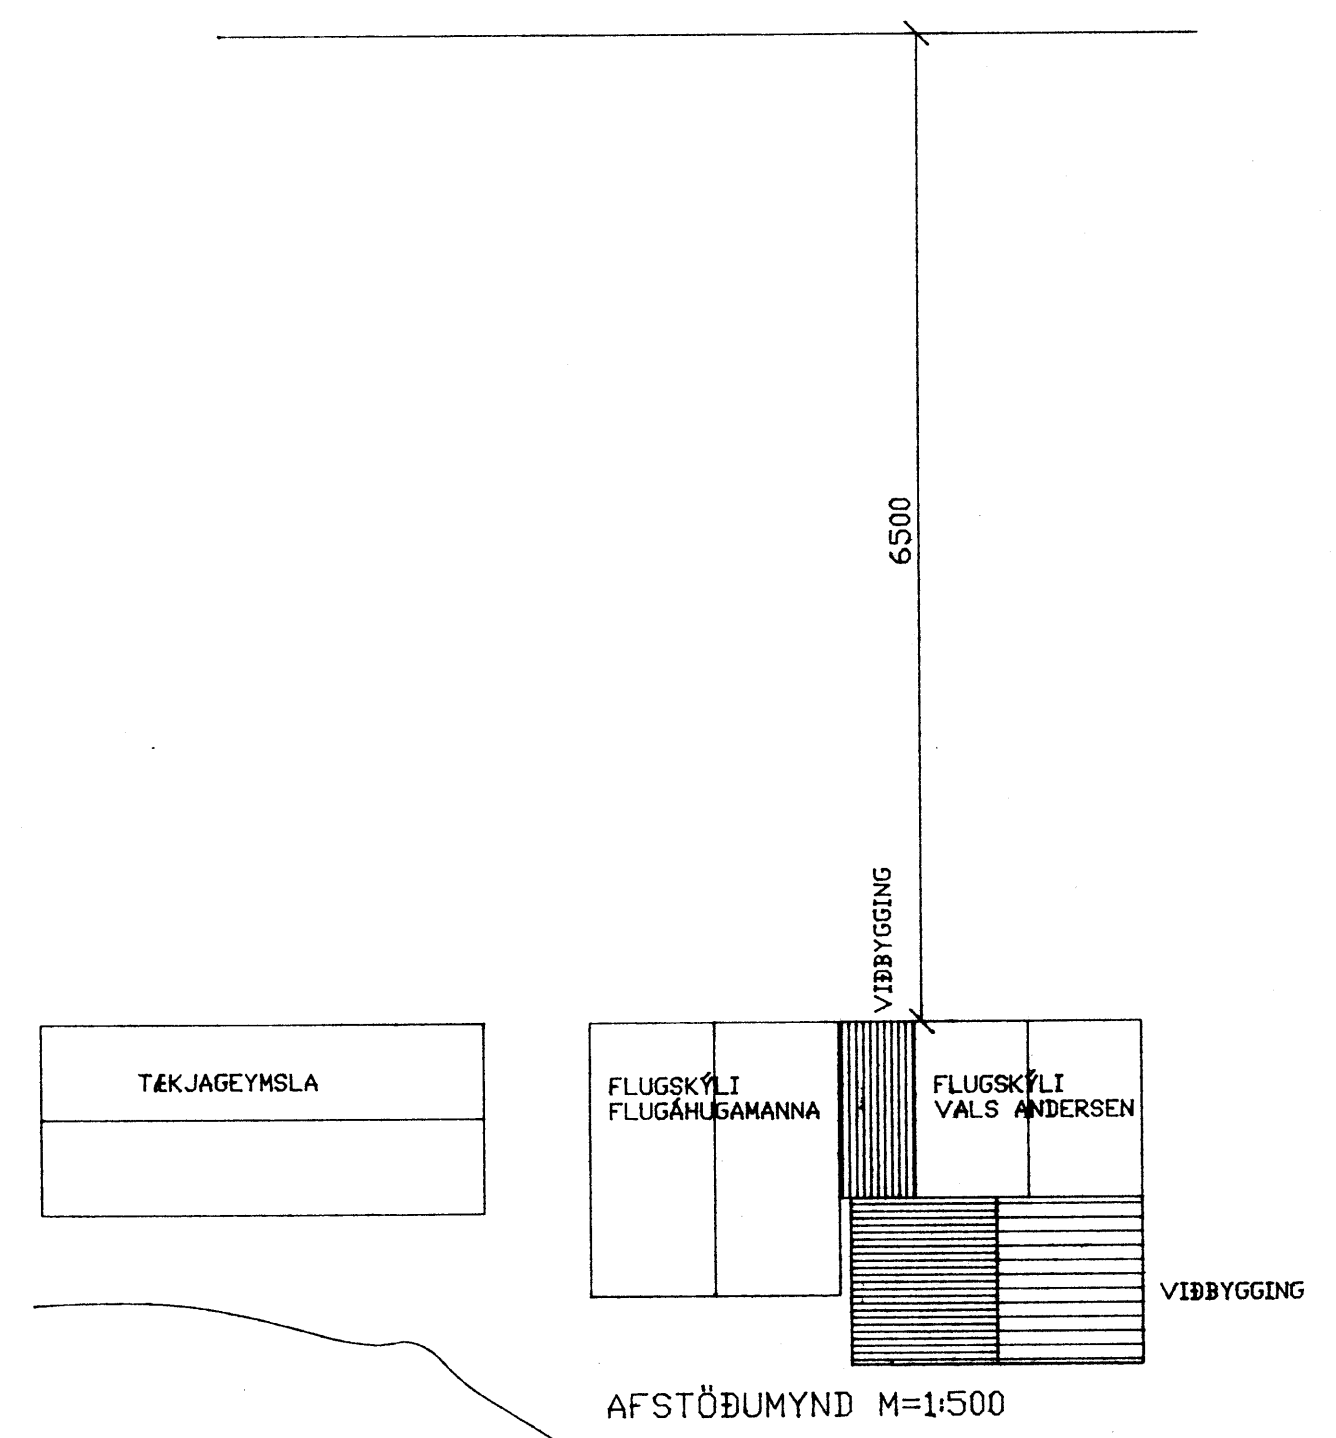 6500
VIÐBYGGING
TÆKJAGEYMSLA
FLUGSKÝLI
FLUGÁHUGAMANNA
FLUGSKÝLI
VALS ANDERSEN
VIÐBYGGING
AFSTÖÐUMYND M=1:500